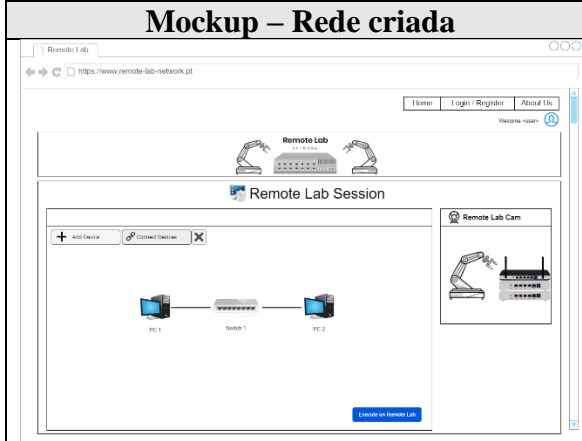 Mockup – Rede criada
Remote Lab
https://www.remote-lab-network.pt
Home Login / Register About Us
Welcome <user>
Remote Lab
Remote Lab Session
Remote Lab Cam
Add Device Connect Devices
PC 1 Switch 1 PC 2
Execute on Remote Lab